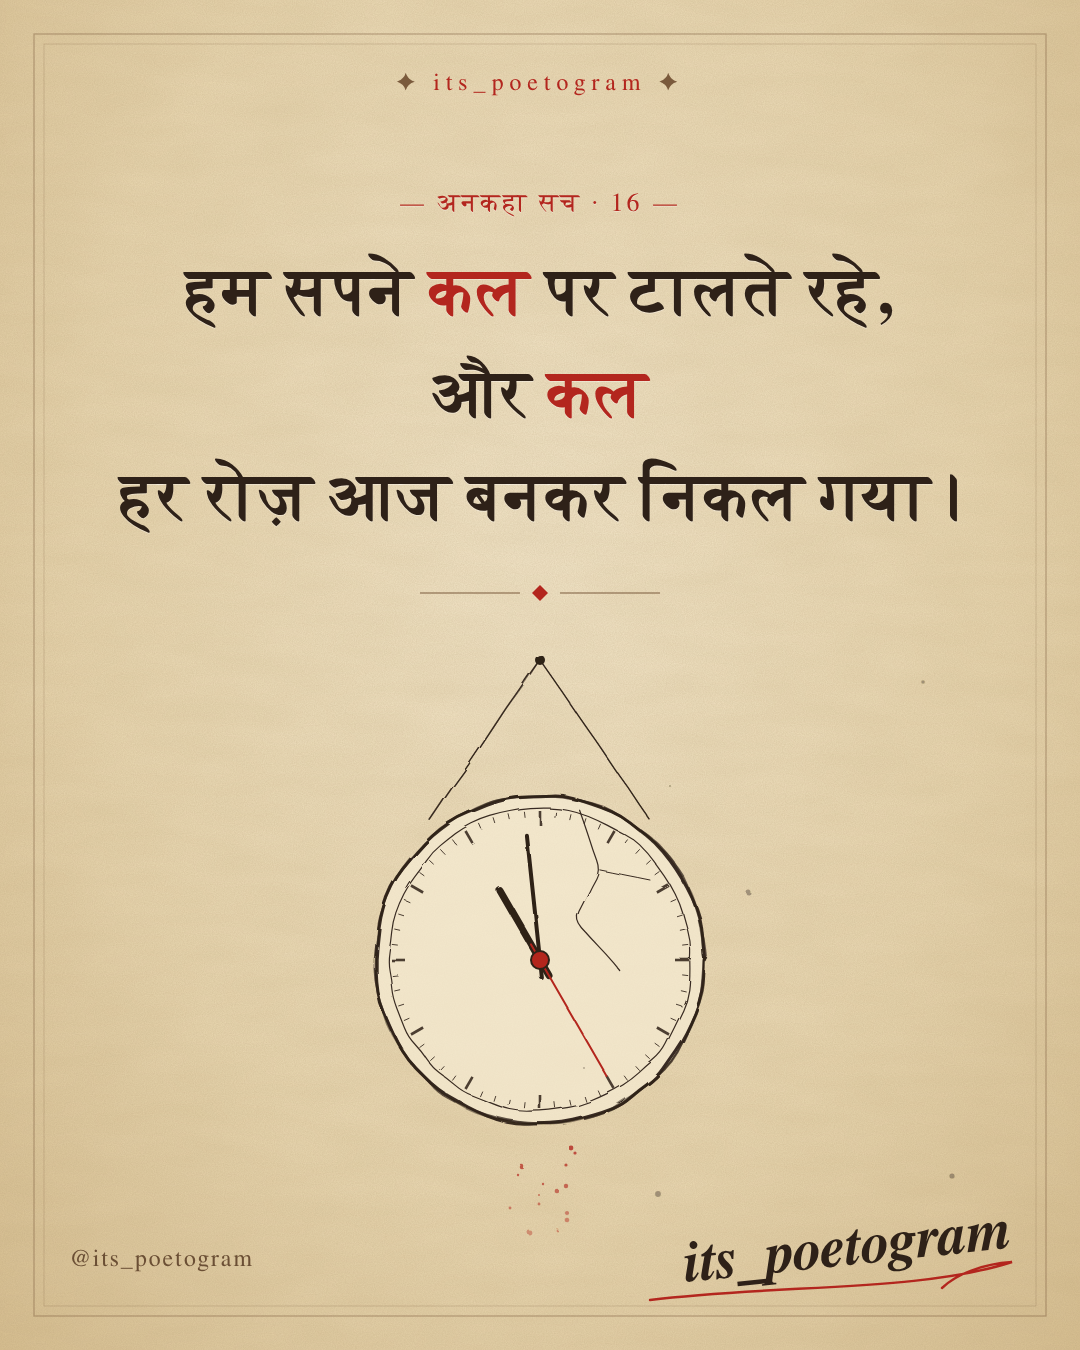 ✦ its_poetogram ✦
— अनकहा सच · 16 —
हम सपने कल पर टालते रहे,
और कल
हर रोज़ आज बनकर निकल गया।
@its_poetogram
its_poetogram